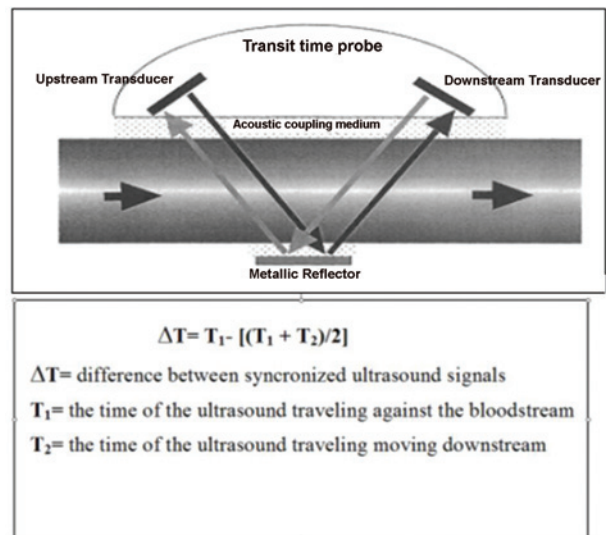 Transit time probe
Upstream Transducer
Downstream Transducer
Acoustic coupling medium
Metallic Reflector
ΔT= T₁- [(T₁ + T₂)/2]
ΔT= difference between syncronized ultrasound signals
T₁= the time of the ultrasound traveling against the bloodstream
T₂= the time of the ultrasound traveling moving downstream